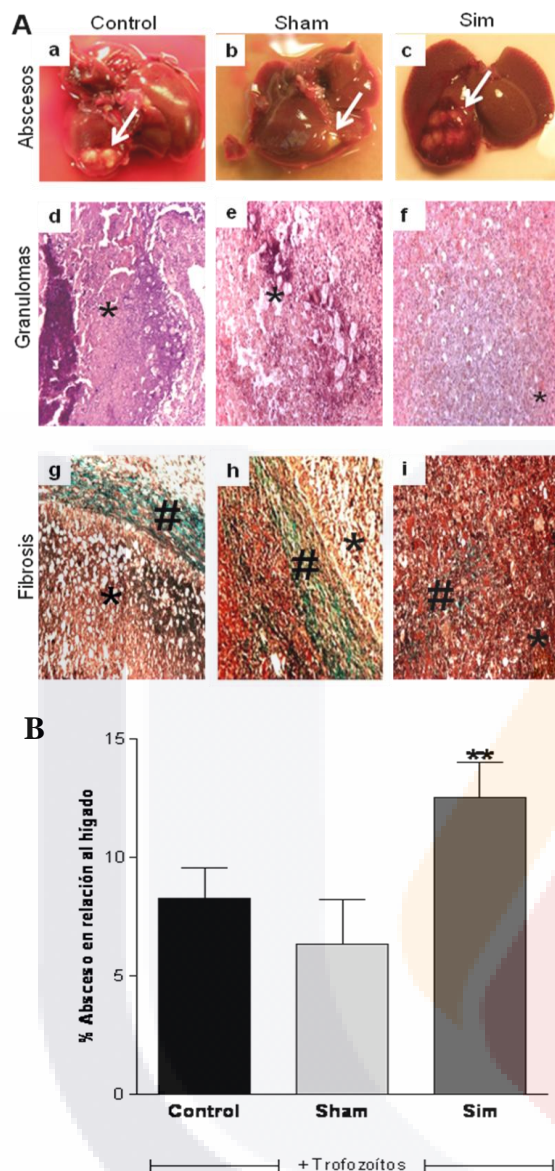 A
Control
Sham
Sim
Abscesos
a
b
c
Granulomas
d
*
e
*
f
*
Fibrosis
g
#
*
h
#
*
i
#
*
B
% Absceso en relación al hígado
15
10
5
0
**
Control
Sham
Sim
+ Trofozoítos